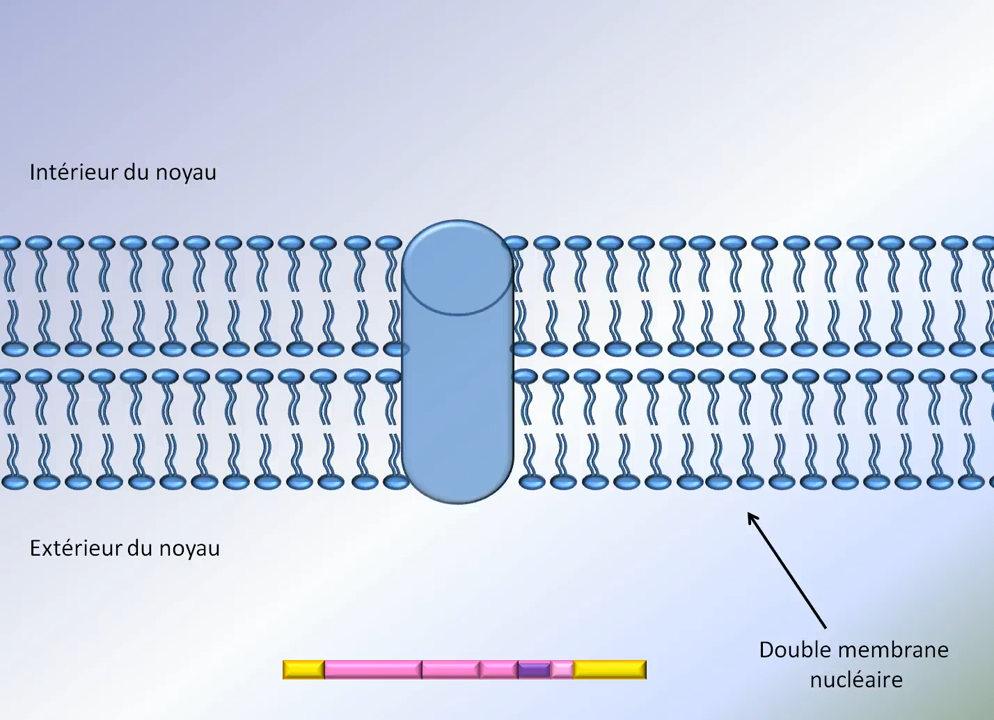 Intérieur du noyau
Extérieur du noyau
Double membrane
nucléaire